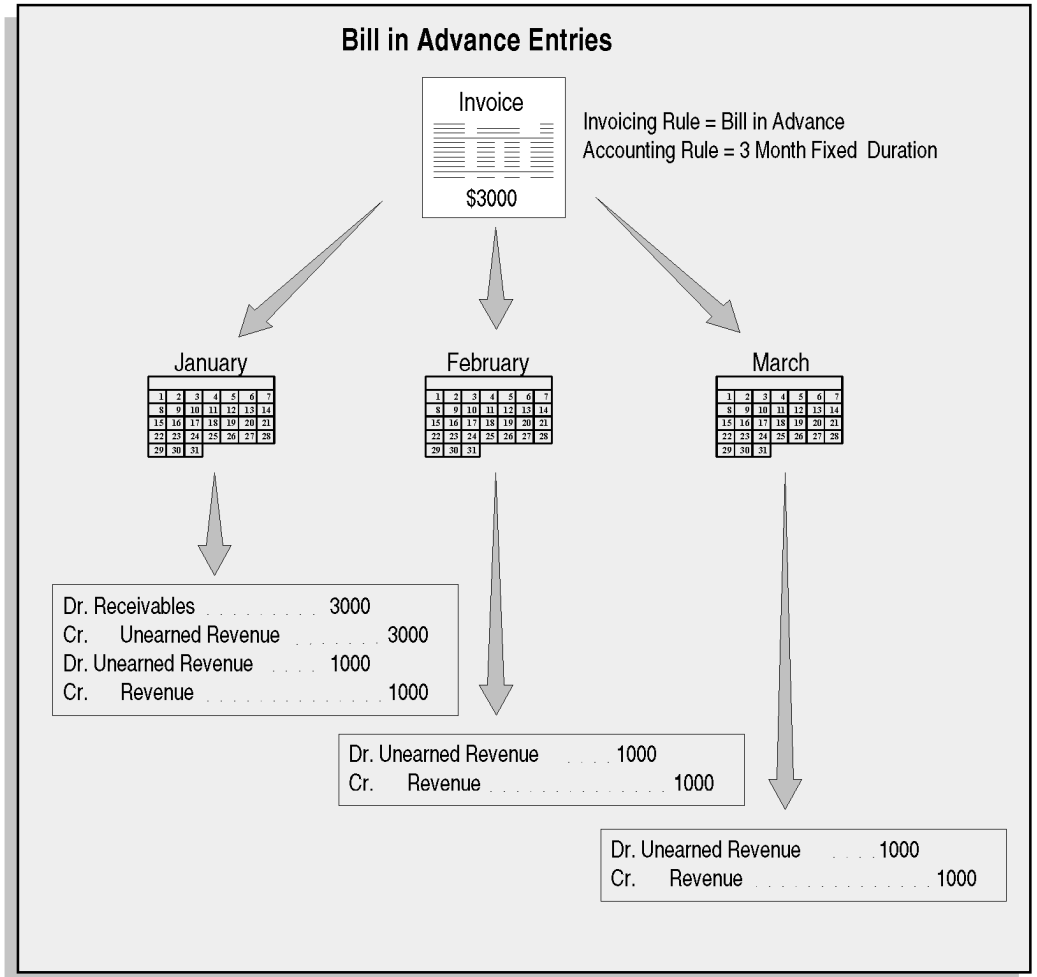 Bill in Advance Entries
Invoice
$3000
Invoicing Rule = Bill in Advance
Accounting Rule = 3 Month Fixed Duration
January
1 2 3 4 5 6 7
8 9 10 11 12 13 14
15 16 17 18 19 20 21
22 23 24 25 26 27 28
29 30 31
February
1 2 3 4 5 6 7
8 9 10 11 12 13 14
15 16 17 18 19 20 21
22 23 24 25 26 27 28
29 30 31
March
1 2 3 4 5 6 7
8 9 10 11 12 13 14
15 16 17 18 19 20 21
22 23 24 25 26 27 28
29 30 31
Dr. Receivables . . . . . . . . . . 3000
Cr. Unearned Revenue . . . . . . . 3000
Dr. Unearned Revenue . . . . 1000
Cr. Revenue . . . . . . . . . . . . . . . 1000
Dr. Unearned Revenue . . . . 1000
Cr. Revenue . . . . . . . . . . . . . . . 1000
Dr. Unearned Revenue . . . . 1000
Cr. Revenue . . . . . . . . . . . . . . . 1000